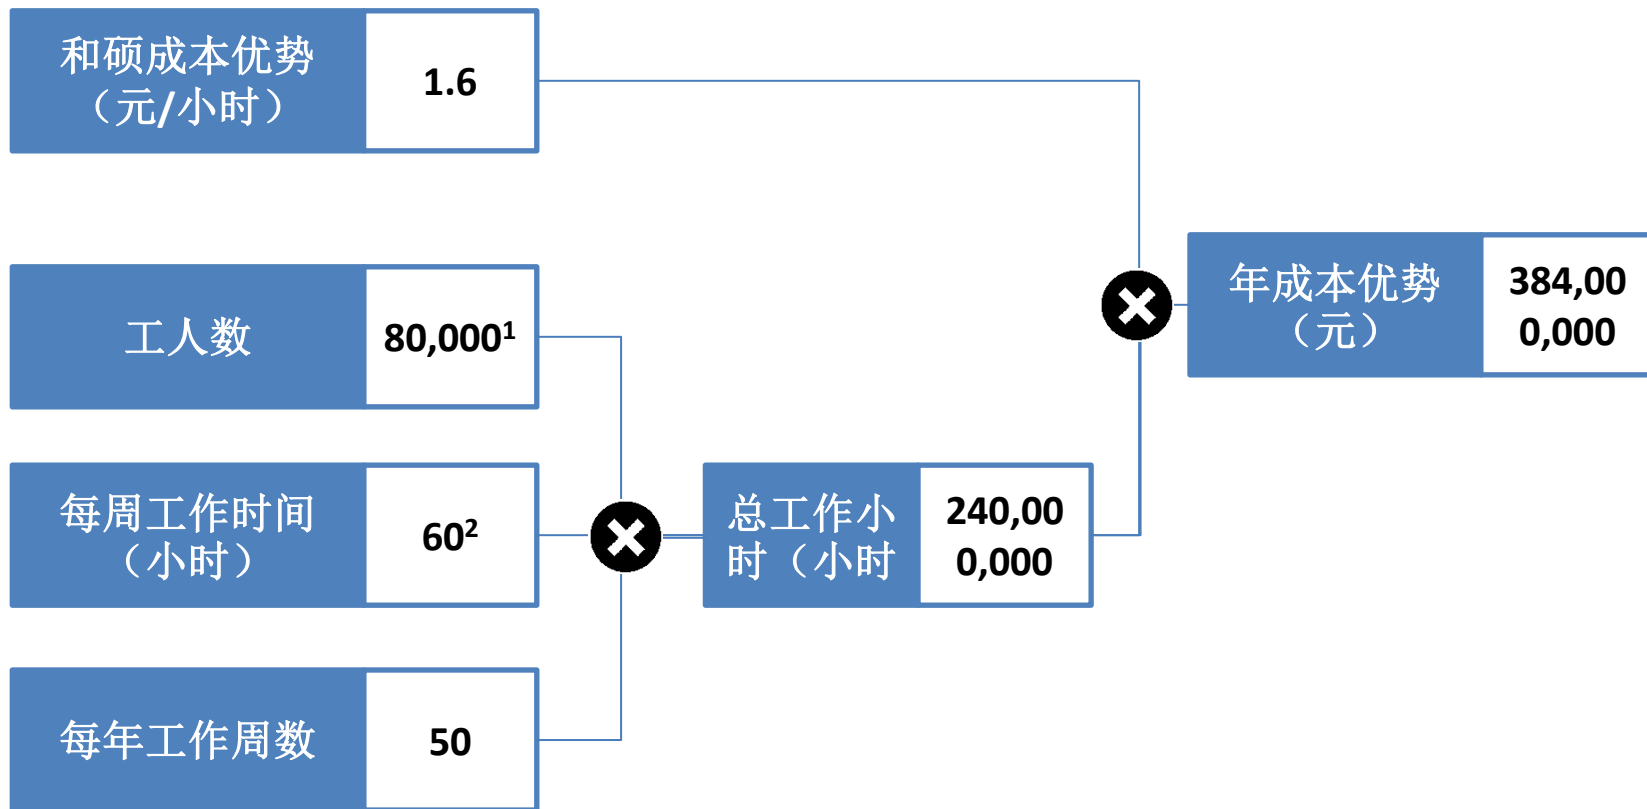 和硕成本优势
（元/小时）
1.6
工人数
80,000¹
每周工作时间
（小时）
60²
每年工作周数
50
总工作小
时（小时
240,00
0,000
年成本优势
（元）
384,00
0,000